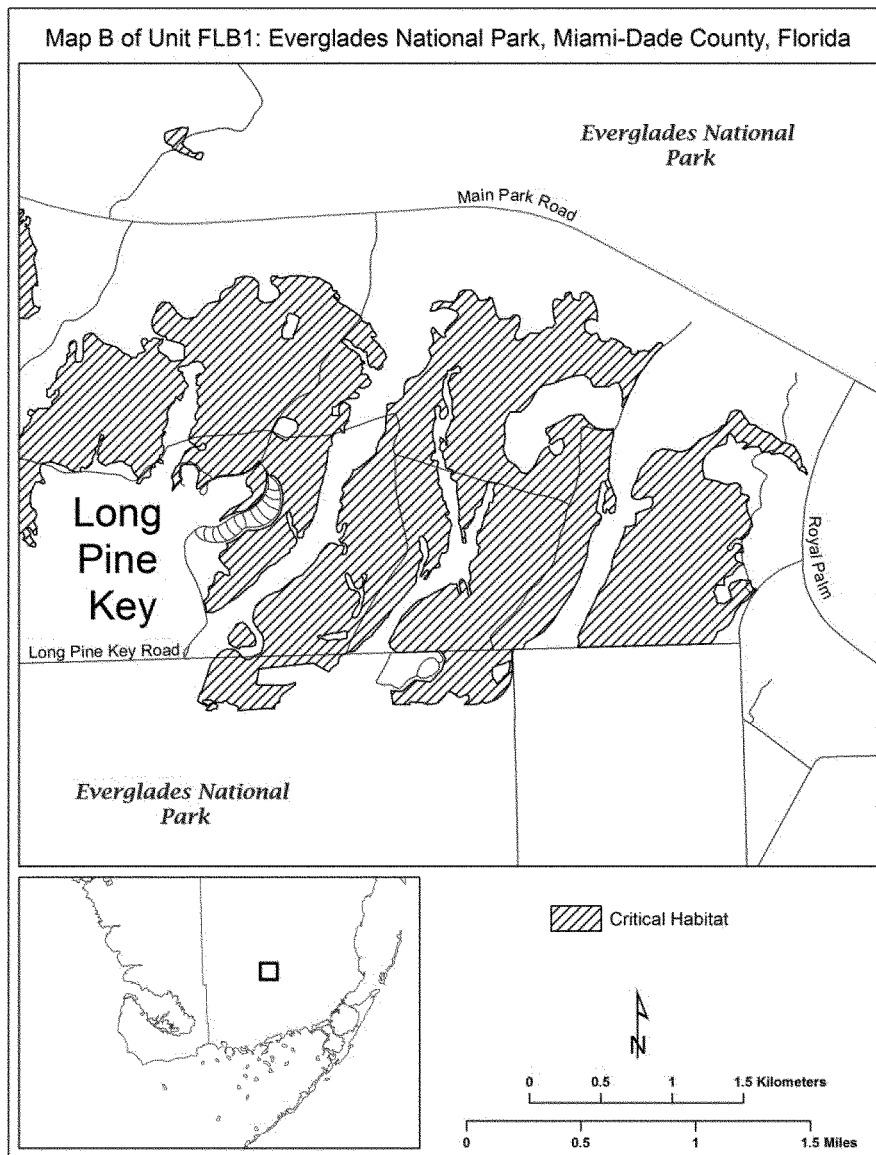 Map B of Unit FLB1: Everglades National Park, Miami-Dade County, Florida
Everglades National
Park
Main Park Road
Long
Pine
Key
Royal Palm
Long Pine Key Road
Everglades National
Park
Critical Habitat
N
0 0.5 1 1.5 Kilometers
0 0.5 1 1.5 Miles